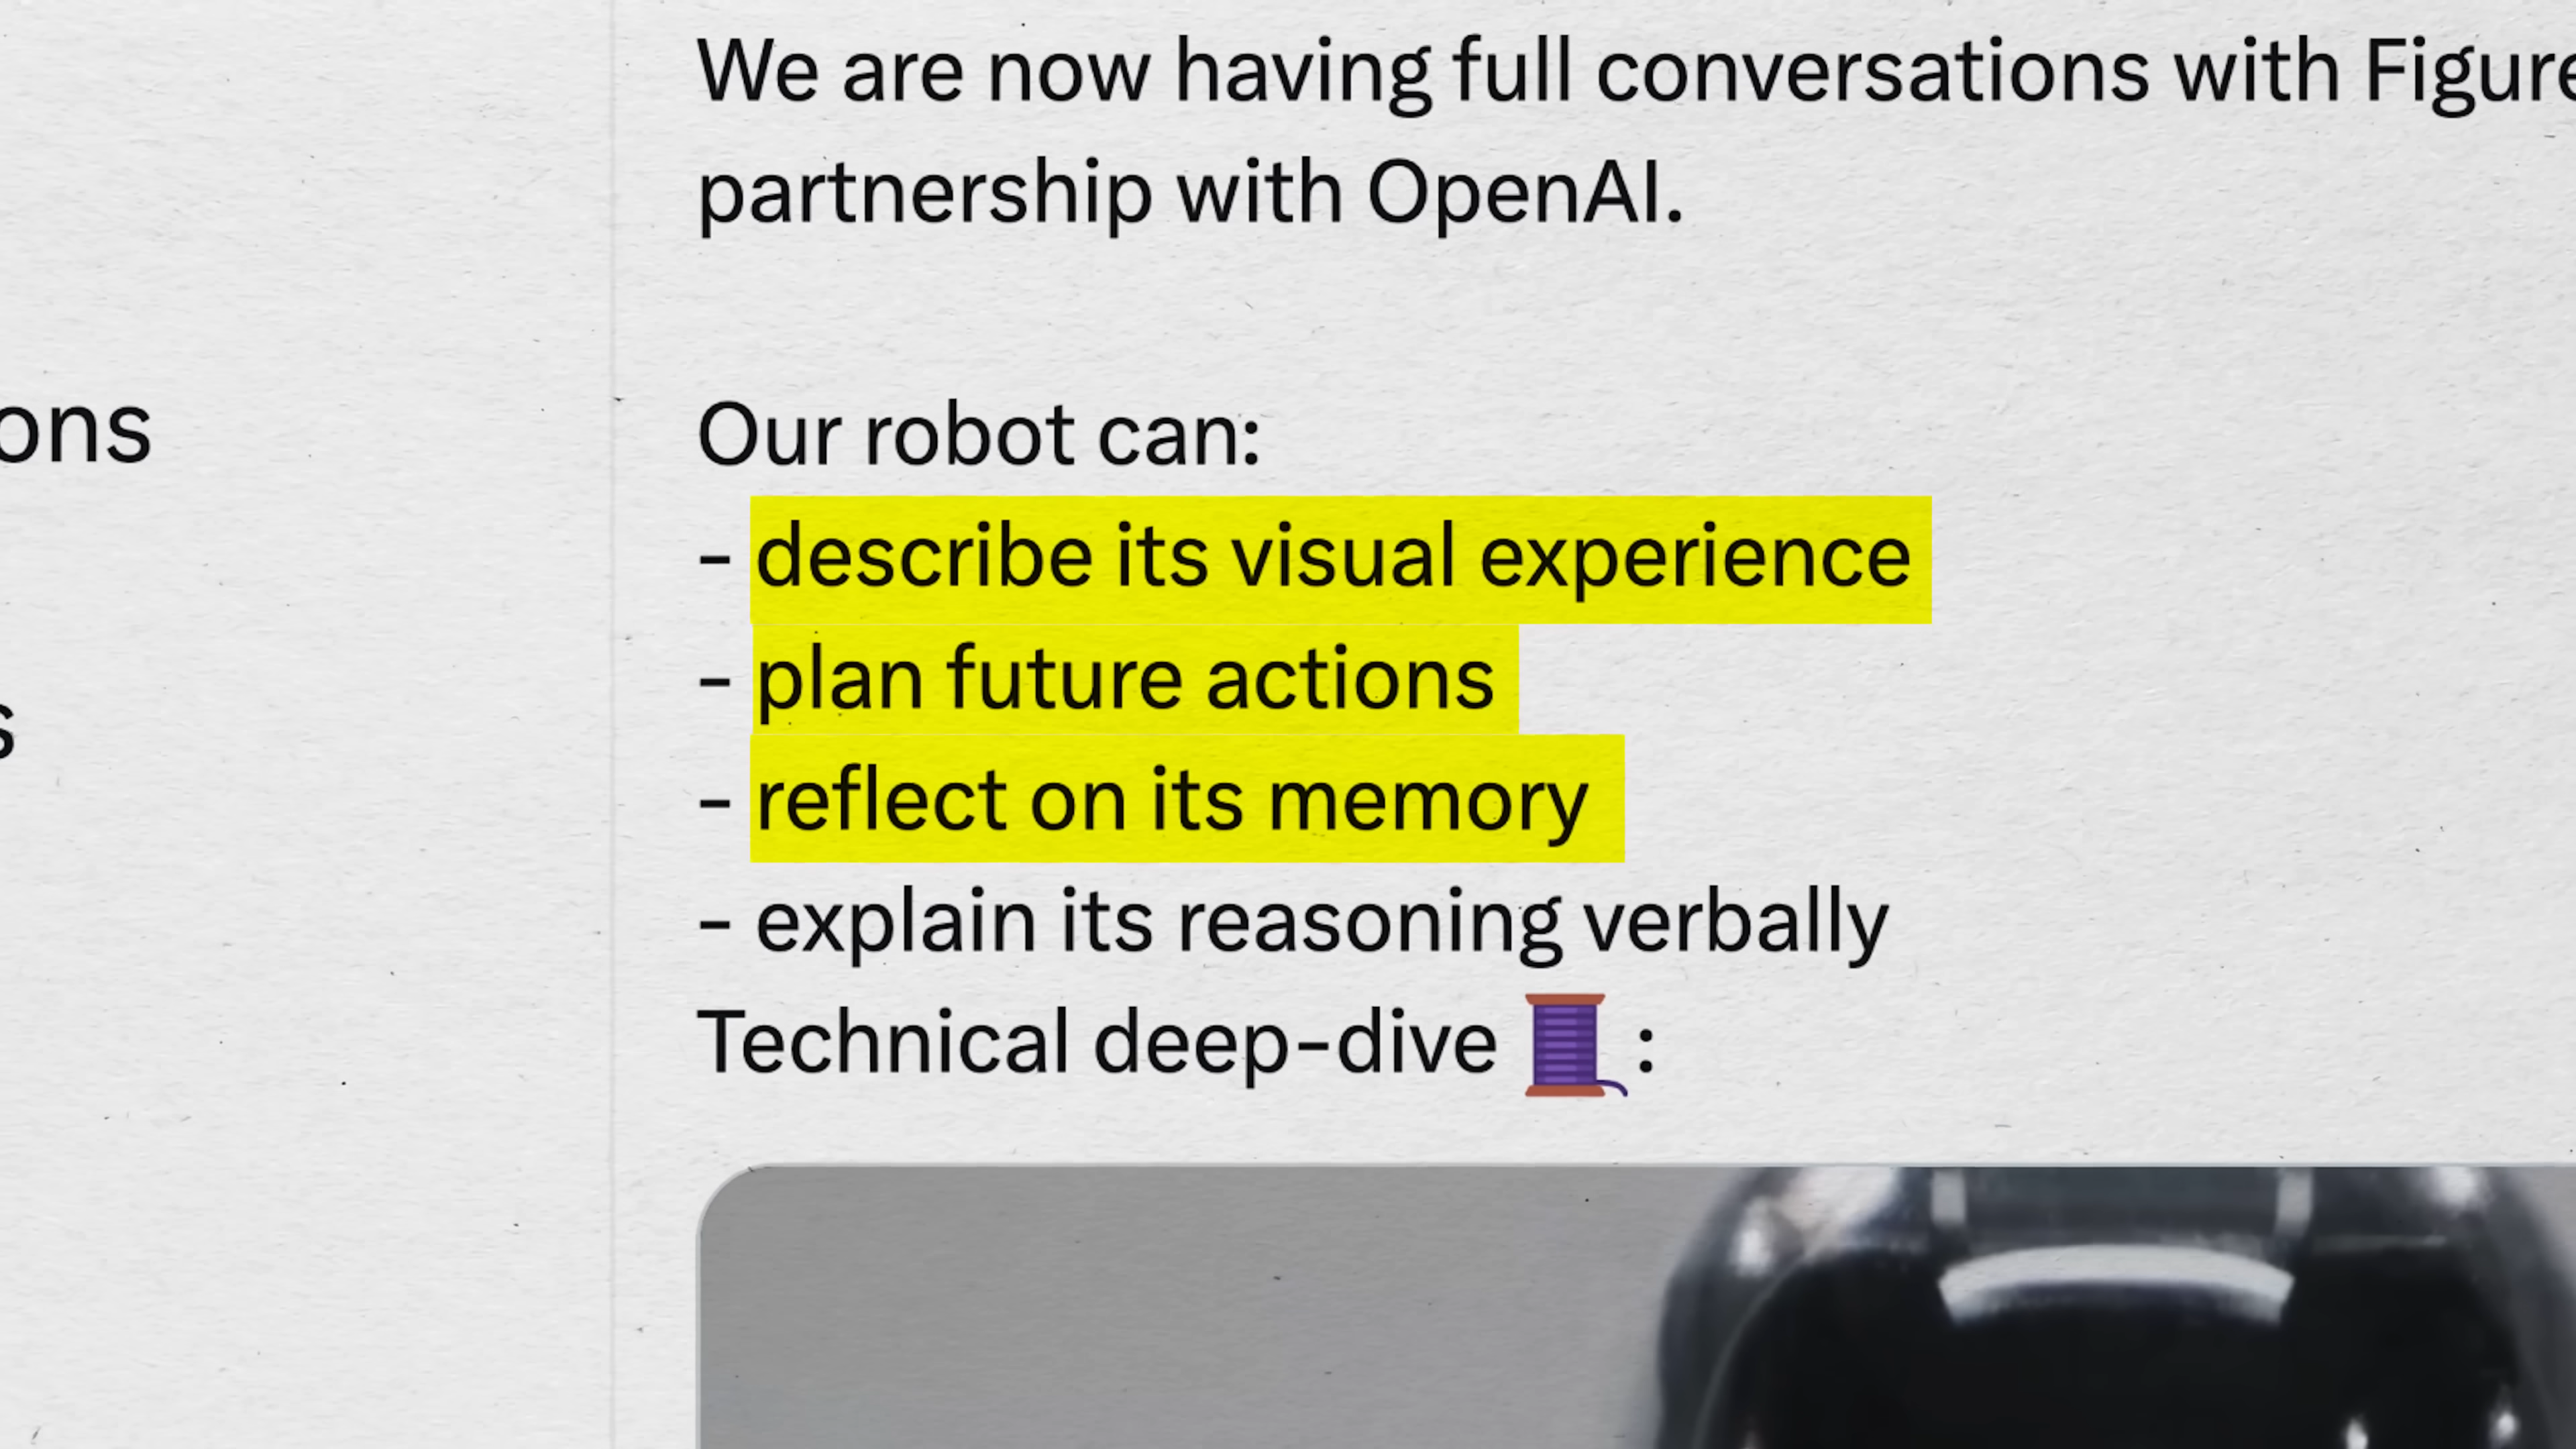 We are now having full conversations with Figure
partnership with OpenAI.
ons
Our robot can:
- describe its visual experience
- plan future actions
s
- reflect on its memory
- explain its reasoning verbally
Technical deep-dive 🧵: